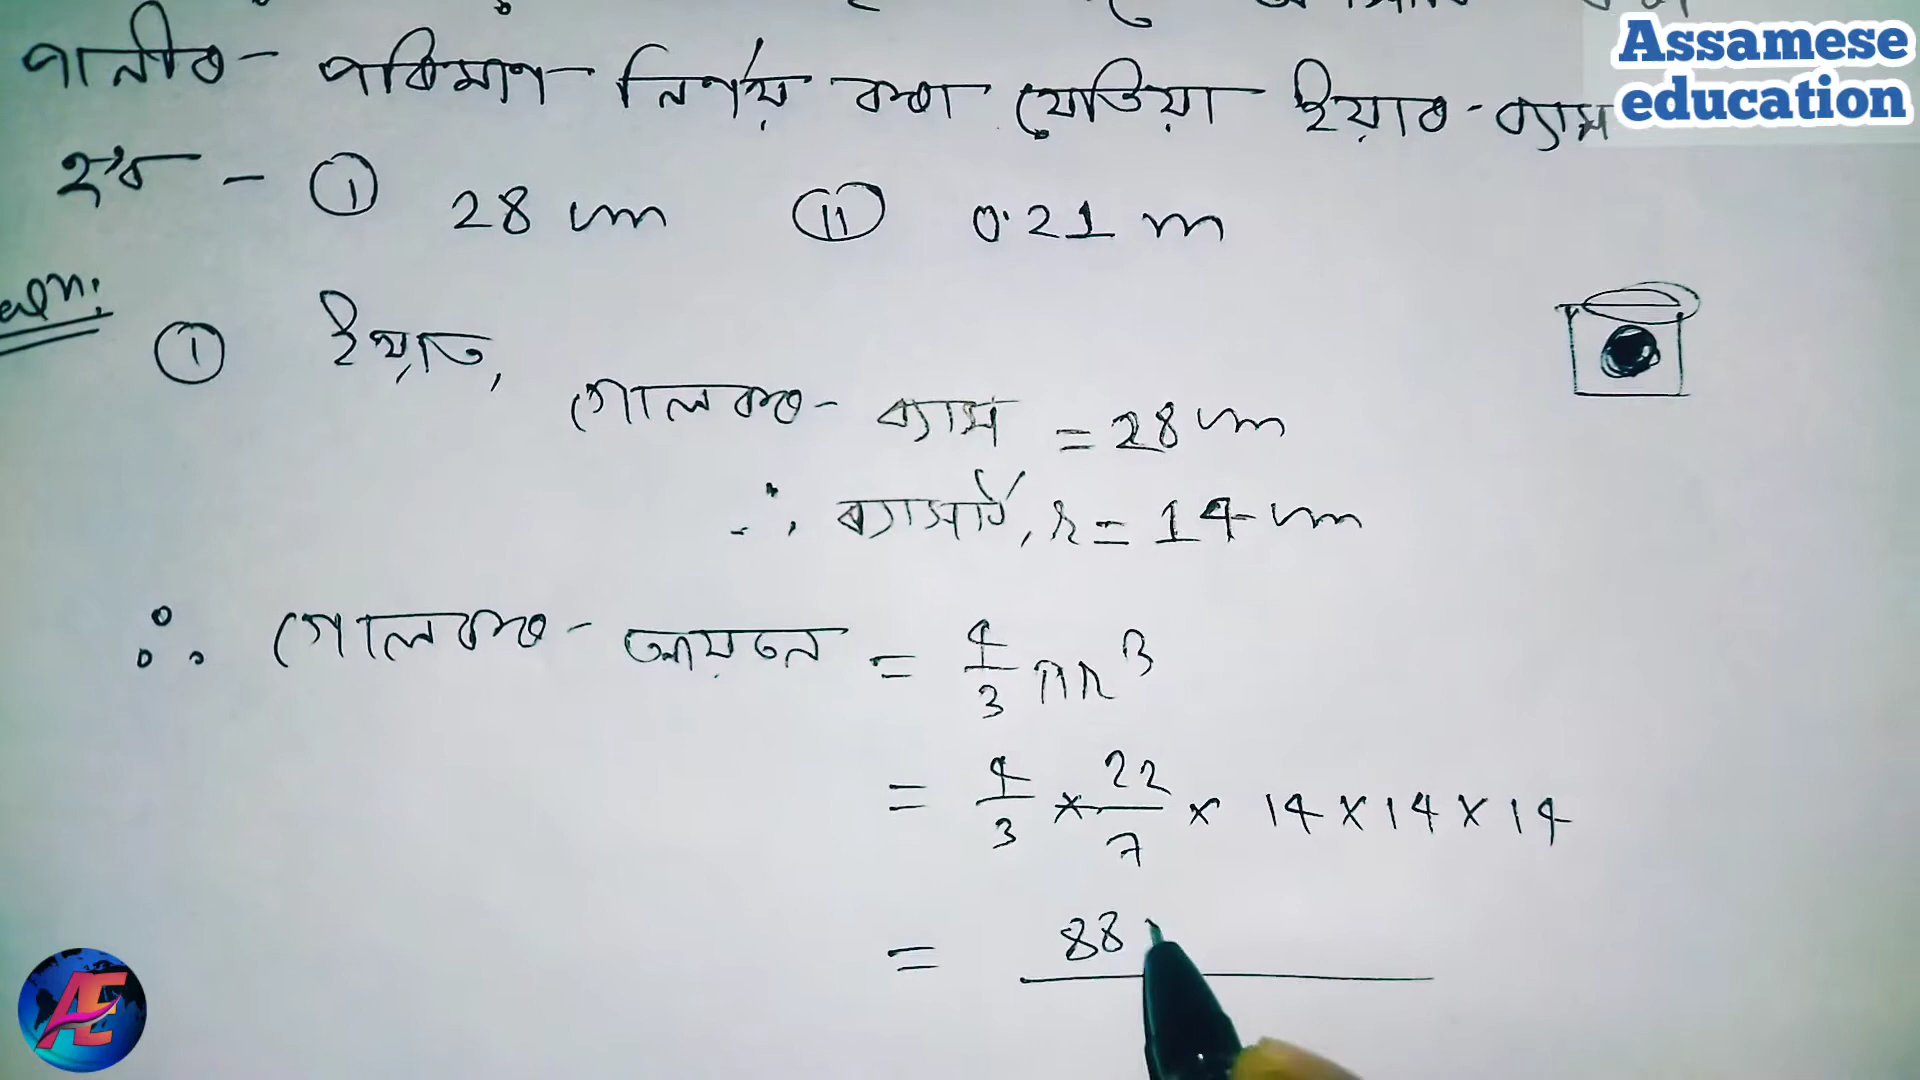 Assamese
education
পানীৰ পৰিমাণ নিৰ্ণয় কৰা যেতিয়া ইয়াৰ ব্যাস
হ'ব - (i) 28 cm (ii) 0.21 m
Soln:
(i) ইয়াত,
গোলকৰ ব্যাস = 28 cm
∴ ব্যাসাৰ্ধ, r = 14 cm
∴ গোলকৰ আয়তন = 4/3 πr³
= 4/3 × 22/7 × 14 × 14 × 14
= 88
AE